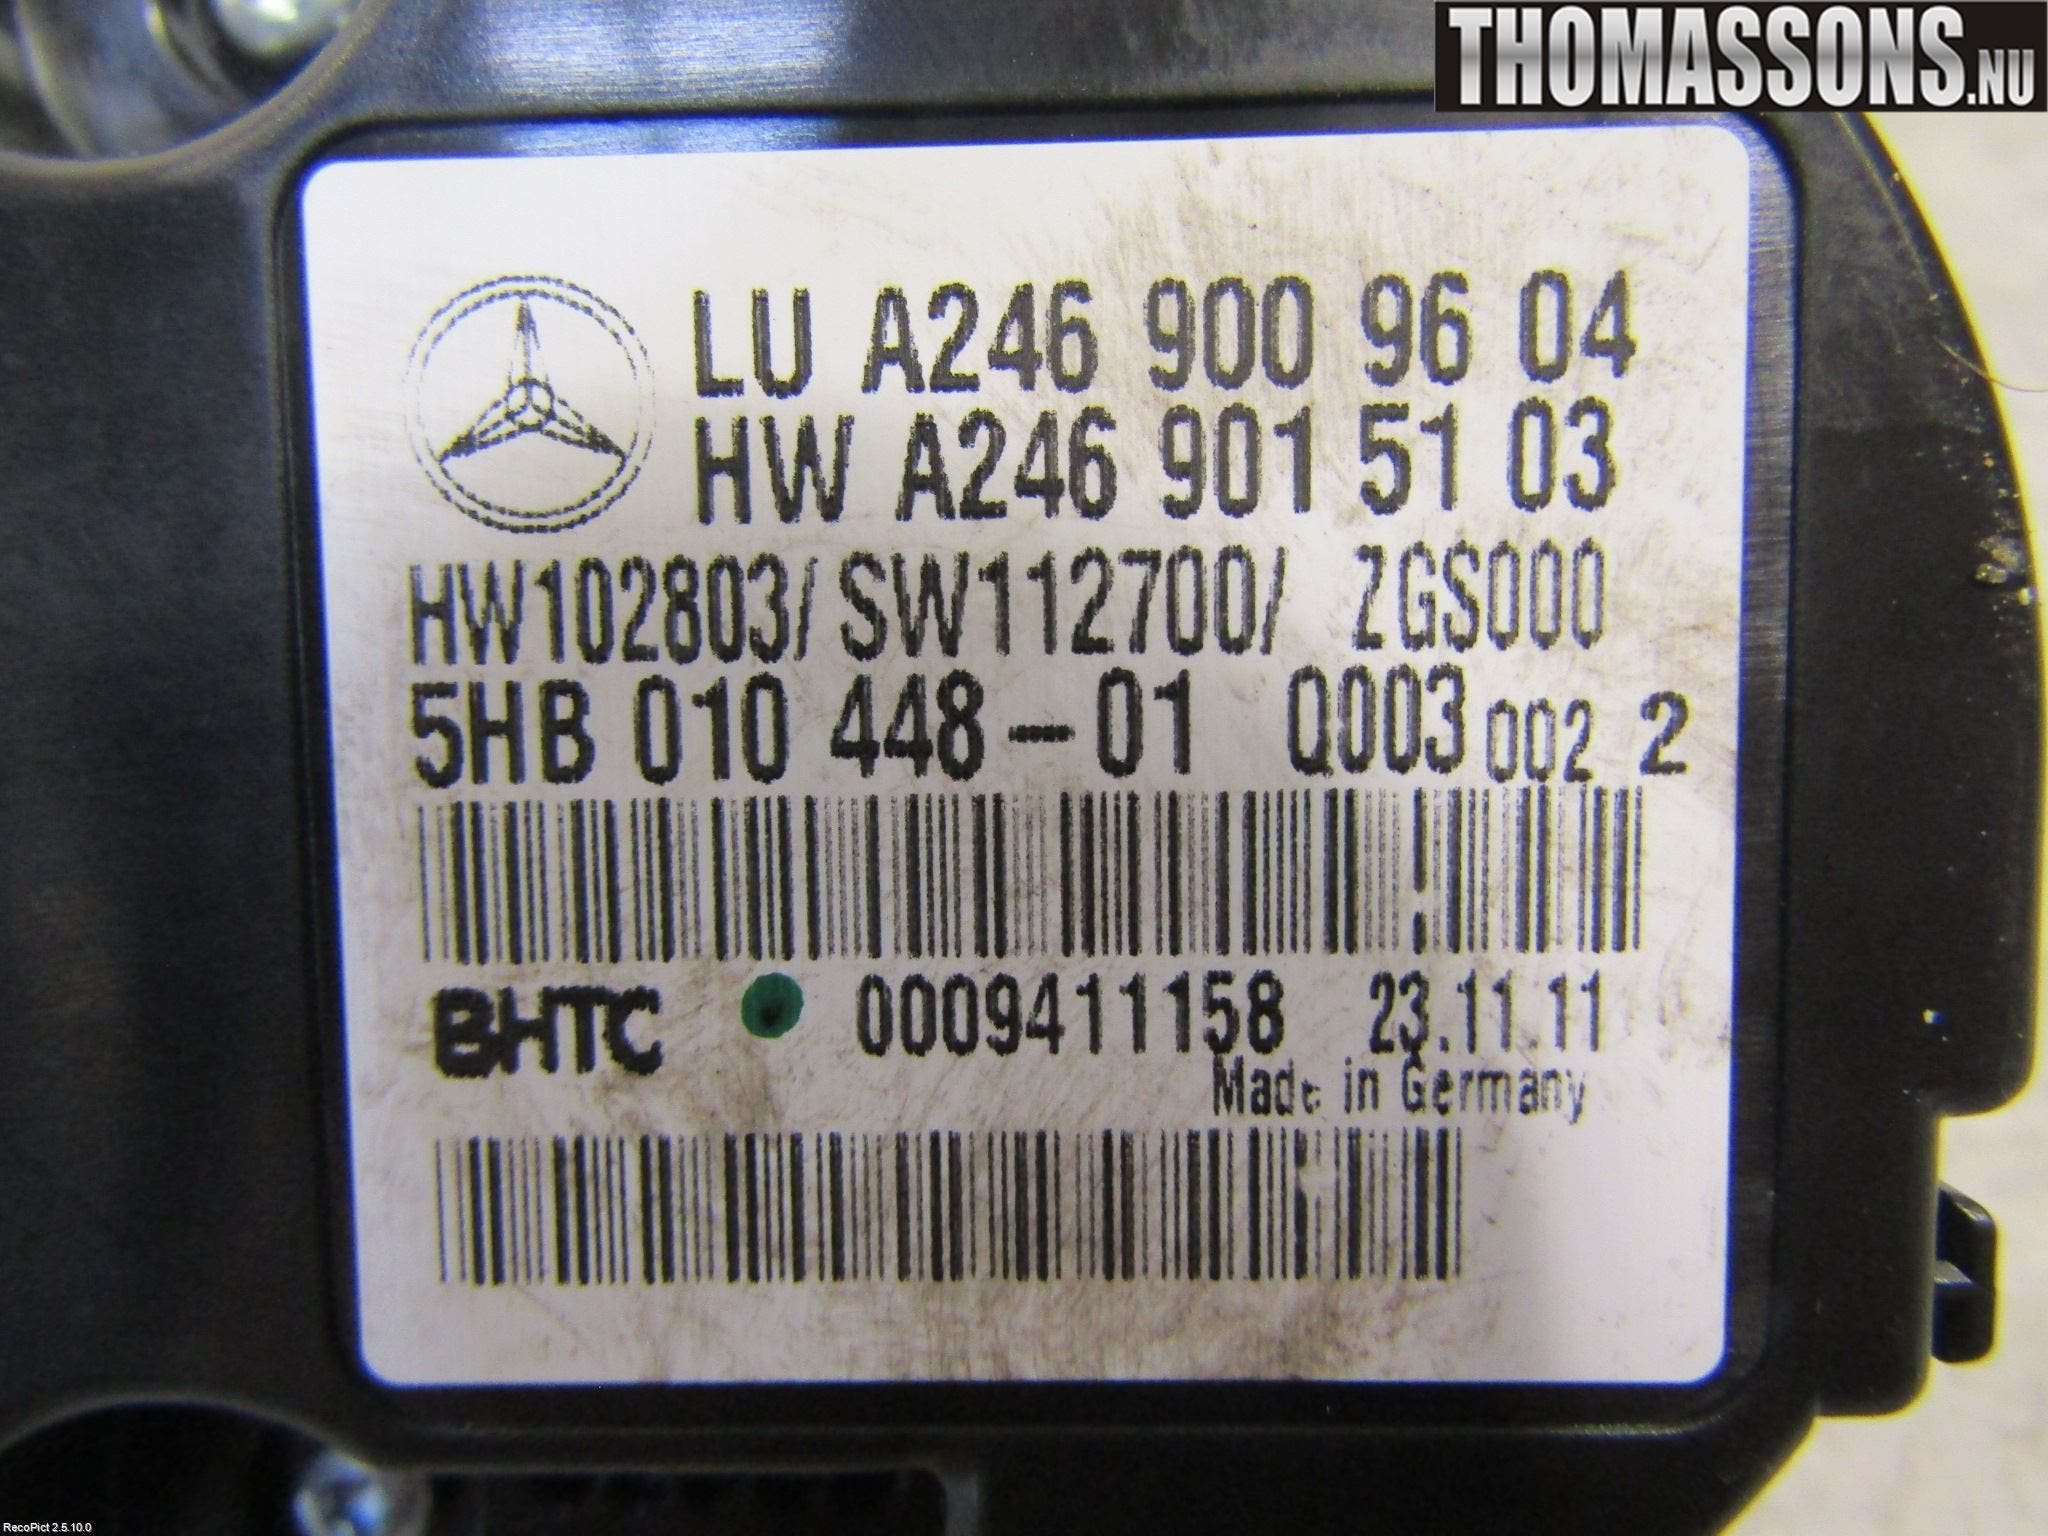 THOMASSONS.NU
LU A246 900 96 04
HW A246 901 51 03
HW102803/ SW112700/ ZGS000
5HB 010 448-01 Q003 002 2
BHTC 0009411158 23.11.11
Made in Germany
RecoPict 2.5.10.0